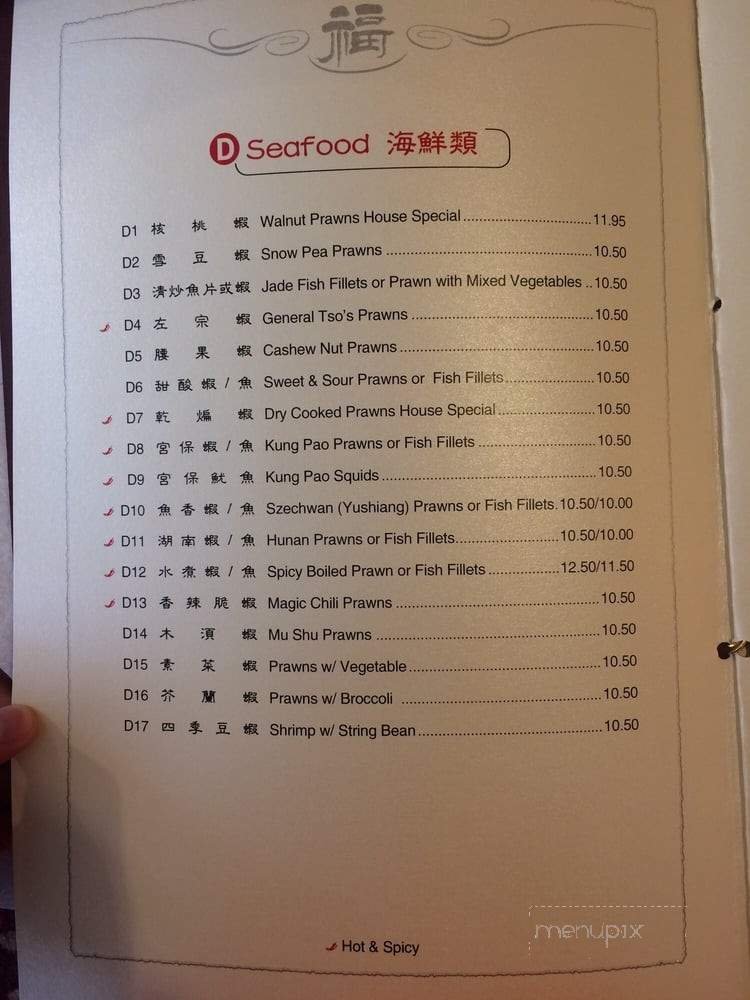 福
D Seafood 海鮮類
D1 核桃蝦 Walnut Prawns House Special 11.95
D2 雪豆蝦 Snow Pea Prawns 10.50
D3 清炒魚片或蝦 Jade Fish Fillets or Prawn with Mixed Vegetables 10.50
D4 左宗蝦 General Tso's Prawns 10.50
D5 腰果蝦 Cashew Nut Prawns 10.50
D6 甜酸蝦/魚 Sweet & Sour Prawns or Fish Fillets 10.50
D7 乾煸蝦 Dry Cooked Prawns House Special 10.50
D8 宮保蝦/魚 Kung Pao Prawns or Fish Fillets 10.50
D9 宮保魷魚 Kung Pao Squids 10.50
D10 魚香蝦/魚 Szechwan (Yushiang) Prawns or Fish Fillets 10.50/10.00
D11 湖南蝦/魚 Hunan Prawns or Fish Fillets 10.50/10.00
D12 水煮蝦/魚 Spicy Boiled Prawn or Fish Fillets 12.50/11.50
D13 香辣脆蝦 Magic Chili Prawns 10.50
D14 木須蝦 Mu Shu Prawns 10.50
D15 素菜蝦 Prawns w/ Vegetable 10.50
D16 芥蘭蝦 Prawns w/ Broccoli 10.50
D17 四季豆蝦 Shrimp w/ String Bean 10.50
menupix
Hot & Spicy